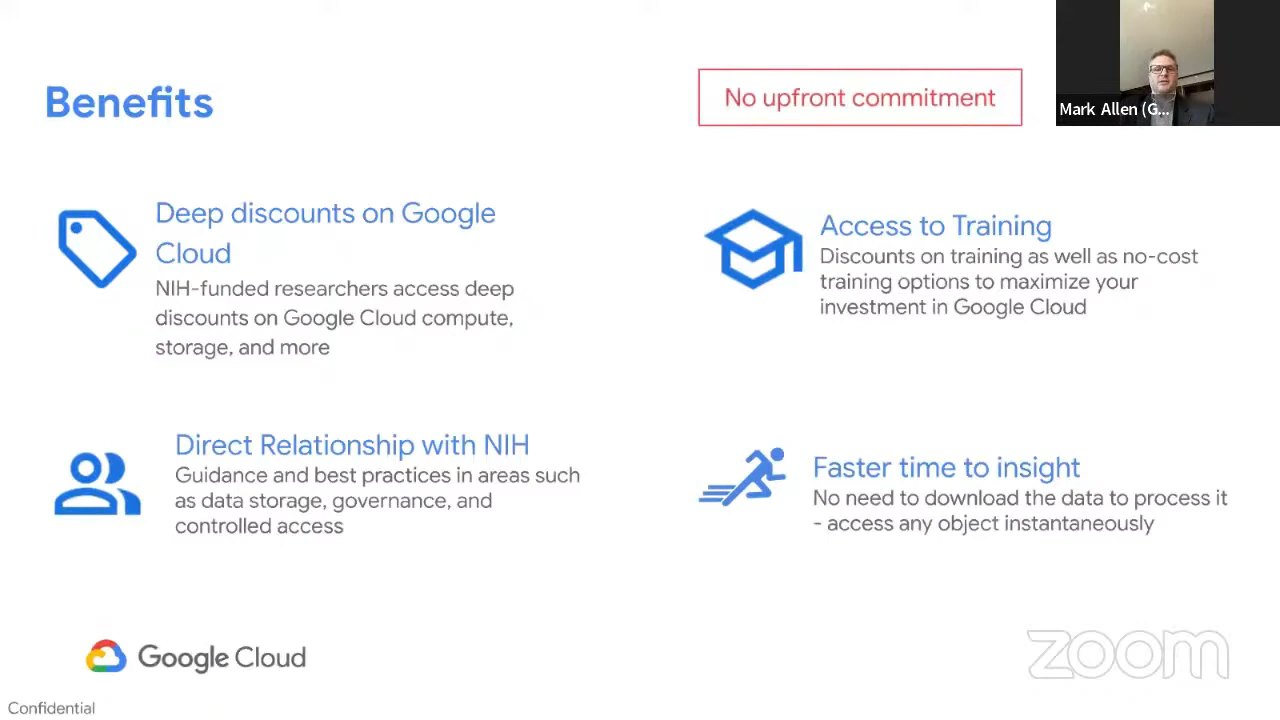 Benefits
No upfront commitment
Mark Allen (G...
Deep discounts on Google
Cloud
NIH-funded researchers access deep
discounts on Google Cloud compute,
storage, and more
Access to Training
Discounts on training as well as no-cost
training options to maximize your
investment in Google Cloud
Direct Relationship with NIH
Guidance and best practices in areas such
as data storage, governance, and
controlled access
Faster time to insight
No need to download the data to process it
- access any object instantaneously
Google Cloud
zoom
Confidential